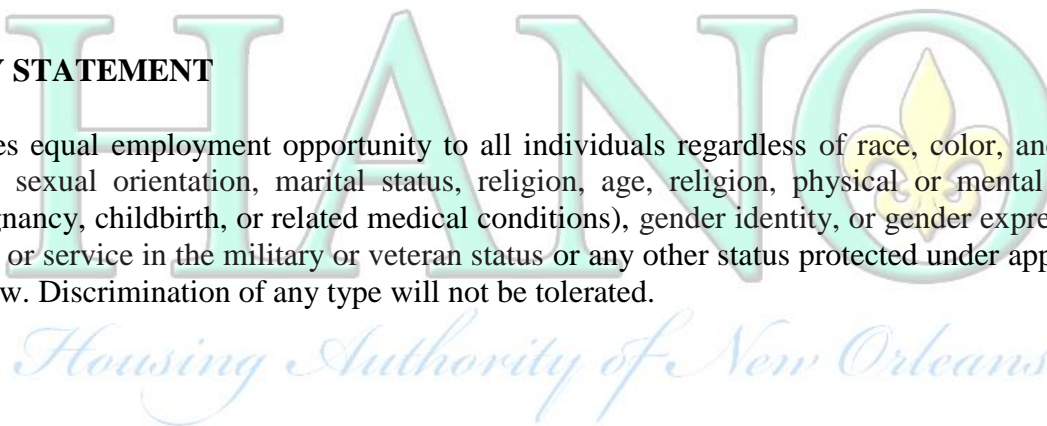 HANO
Y STATEMENT
es equal employment opportunity to all individuals regardless of race, color, and
sexual orientation, marital status, religion, age, religion, physical or mental
gnancy, childbirth, or related medical conditions), gender identity, or gender expre
or service in the military or veteran status or any other status protected under app
w. Discrimination of any type will not be tolerated.
Housing Authority of New Orleans